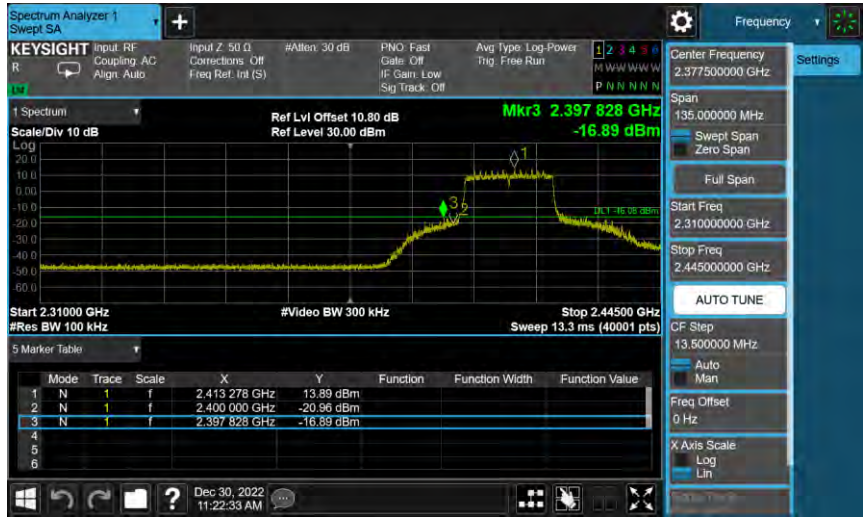 Spectrum Analyzer 1
Swept SA
Frequency
KEYSIGHT
R
Input: RF
Coupling: AC
Align: Auto
Input Z: 50 Ω
Corrections: Off
Freq Ref: Int (S)
#Atten: 30 dB
PNO: Fast
Gate: Off
IF Gain: Low
Sig Track: Off
Avg Type: Log-Power
Trig: Free Run
1 2 3 4 5 6
M W W W W W
P N N N N N
1 Spectrum
Scale/Div 10 dB
Ref Lvl Offset 10.80 dB
Ref Level 30.00 dBm
Mkr3 2.397 828 GHz
-16.89 dBm
Log
20.0
10.0
0.00
-10.0
-20.0
-30.0
-40.0
-50.0
-60.0
1
3
2
DL1 -16.08 dBm
Start 2.31000 GHz
#Res BW 100 kHz
#Video BW 300 kHz
Stop 2.44500 GHz
Sweep 13.3 ms (40001 pts)
5 Marker Table
Mode Trace Scale X Y Function Function Width Function Value
1 N 1 f 2.413 278 GHz 13.89 dBm
2 N 1 f 2.400 000 GHz -20.96 dBm
3 N 1 f 2.397 828 GHz -16.89 dBm
4
5
6
Dec 30, 2022
11:22:33 AM
Center Frequency
2.377500000 GHz
Settings
Span
135.000000 MHz
Swept Span
Zero Span
Full Span
Start Freq
2.310000000 GHz
Stop Freq
2.445000000 GHz
AUTO TUNE
CF Step
13.500000 MHz
Auto
Man
Freq Offset
0 Hz
X Axis Scale
Log
Lin